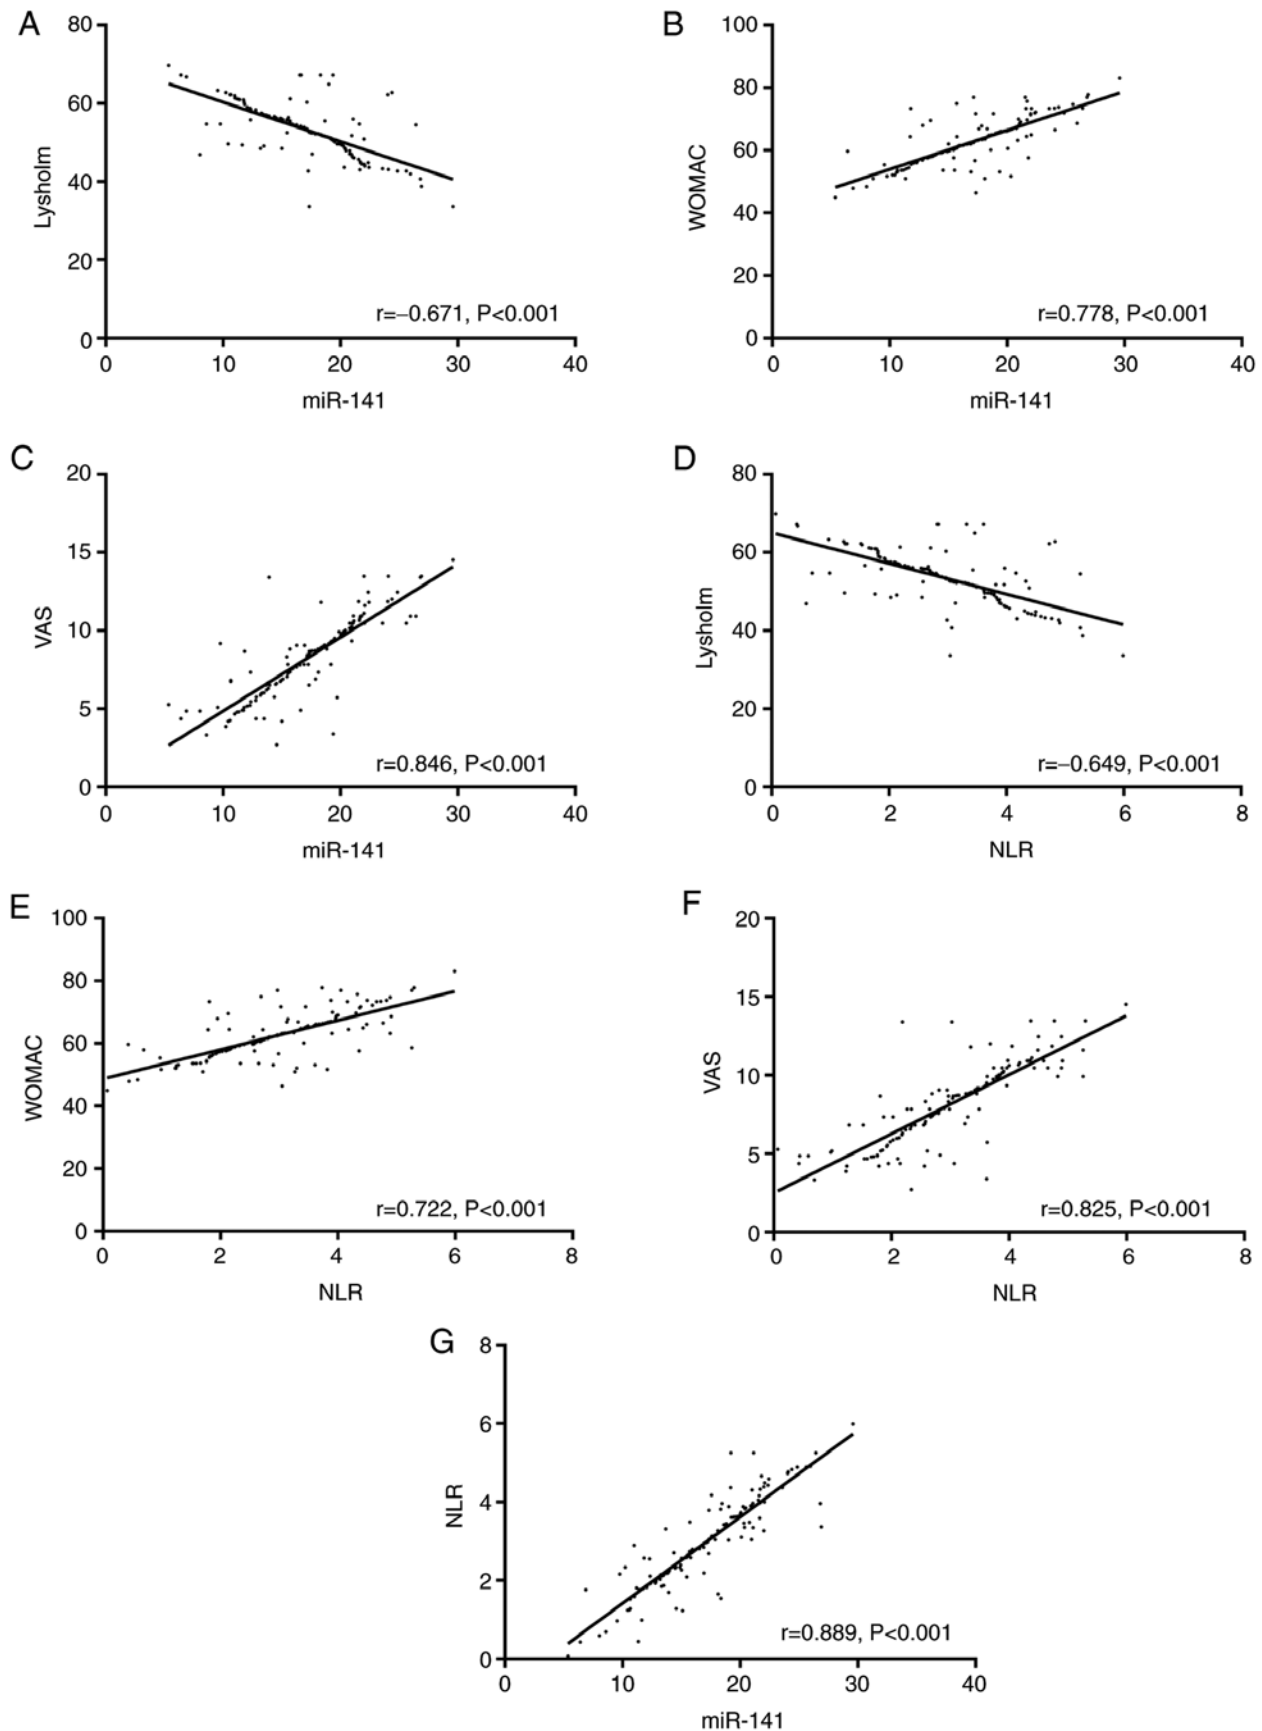 A
80
60
40
20
0
Lysholm
r=−0.671, P<0.001
0 10 20 30 40
miR-141
B
100
80
60
40
20
0
WOMAC
r=0.778, P<0.001
0 10 20 30 40
miR-141
C
20
15
10
5
0
VAS
r=0.846, P<0.001
0 10 20 30 40
miR-141
D
80
60
40
20
0
Lysholm
r=−0.649, P<0.001
0 2 4 6 8
NLR
E
100
80
60
40
20
0
WOMAC
r=0.722, P<0.001
0 2 4 6 8
NLR
F
20
15
10
5
0
VAS
r=0.825, P<0.001
0 2 4 6 8
NLR
G
8
6
4
2
0
NLR
r=0.889, P<0.001
0 10 20 30 40
miR-141